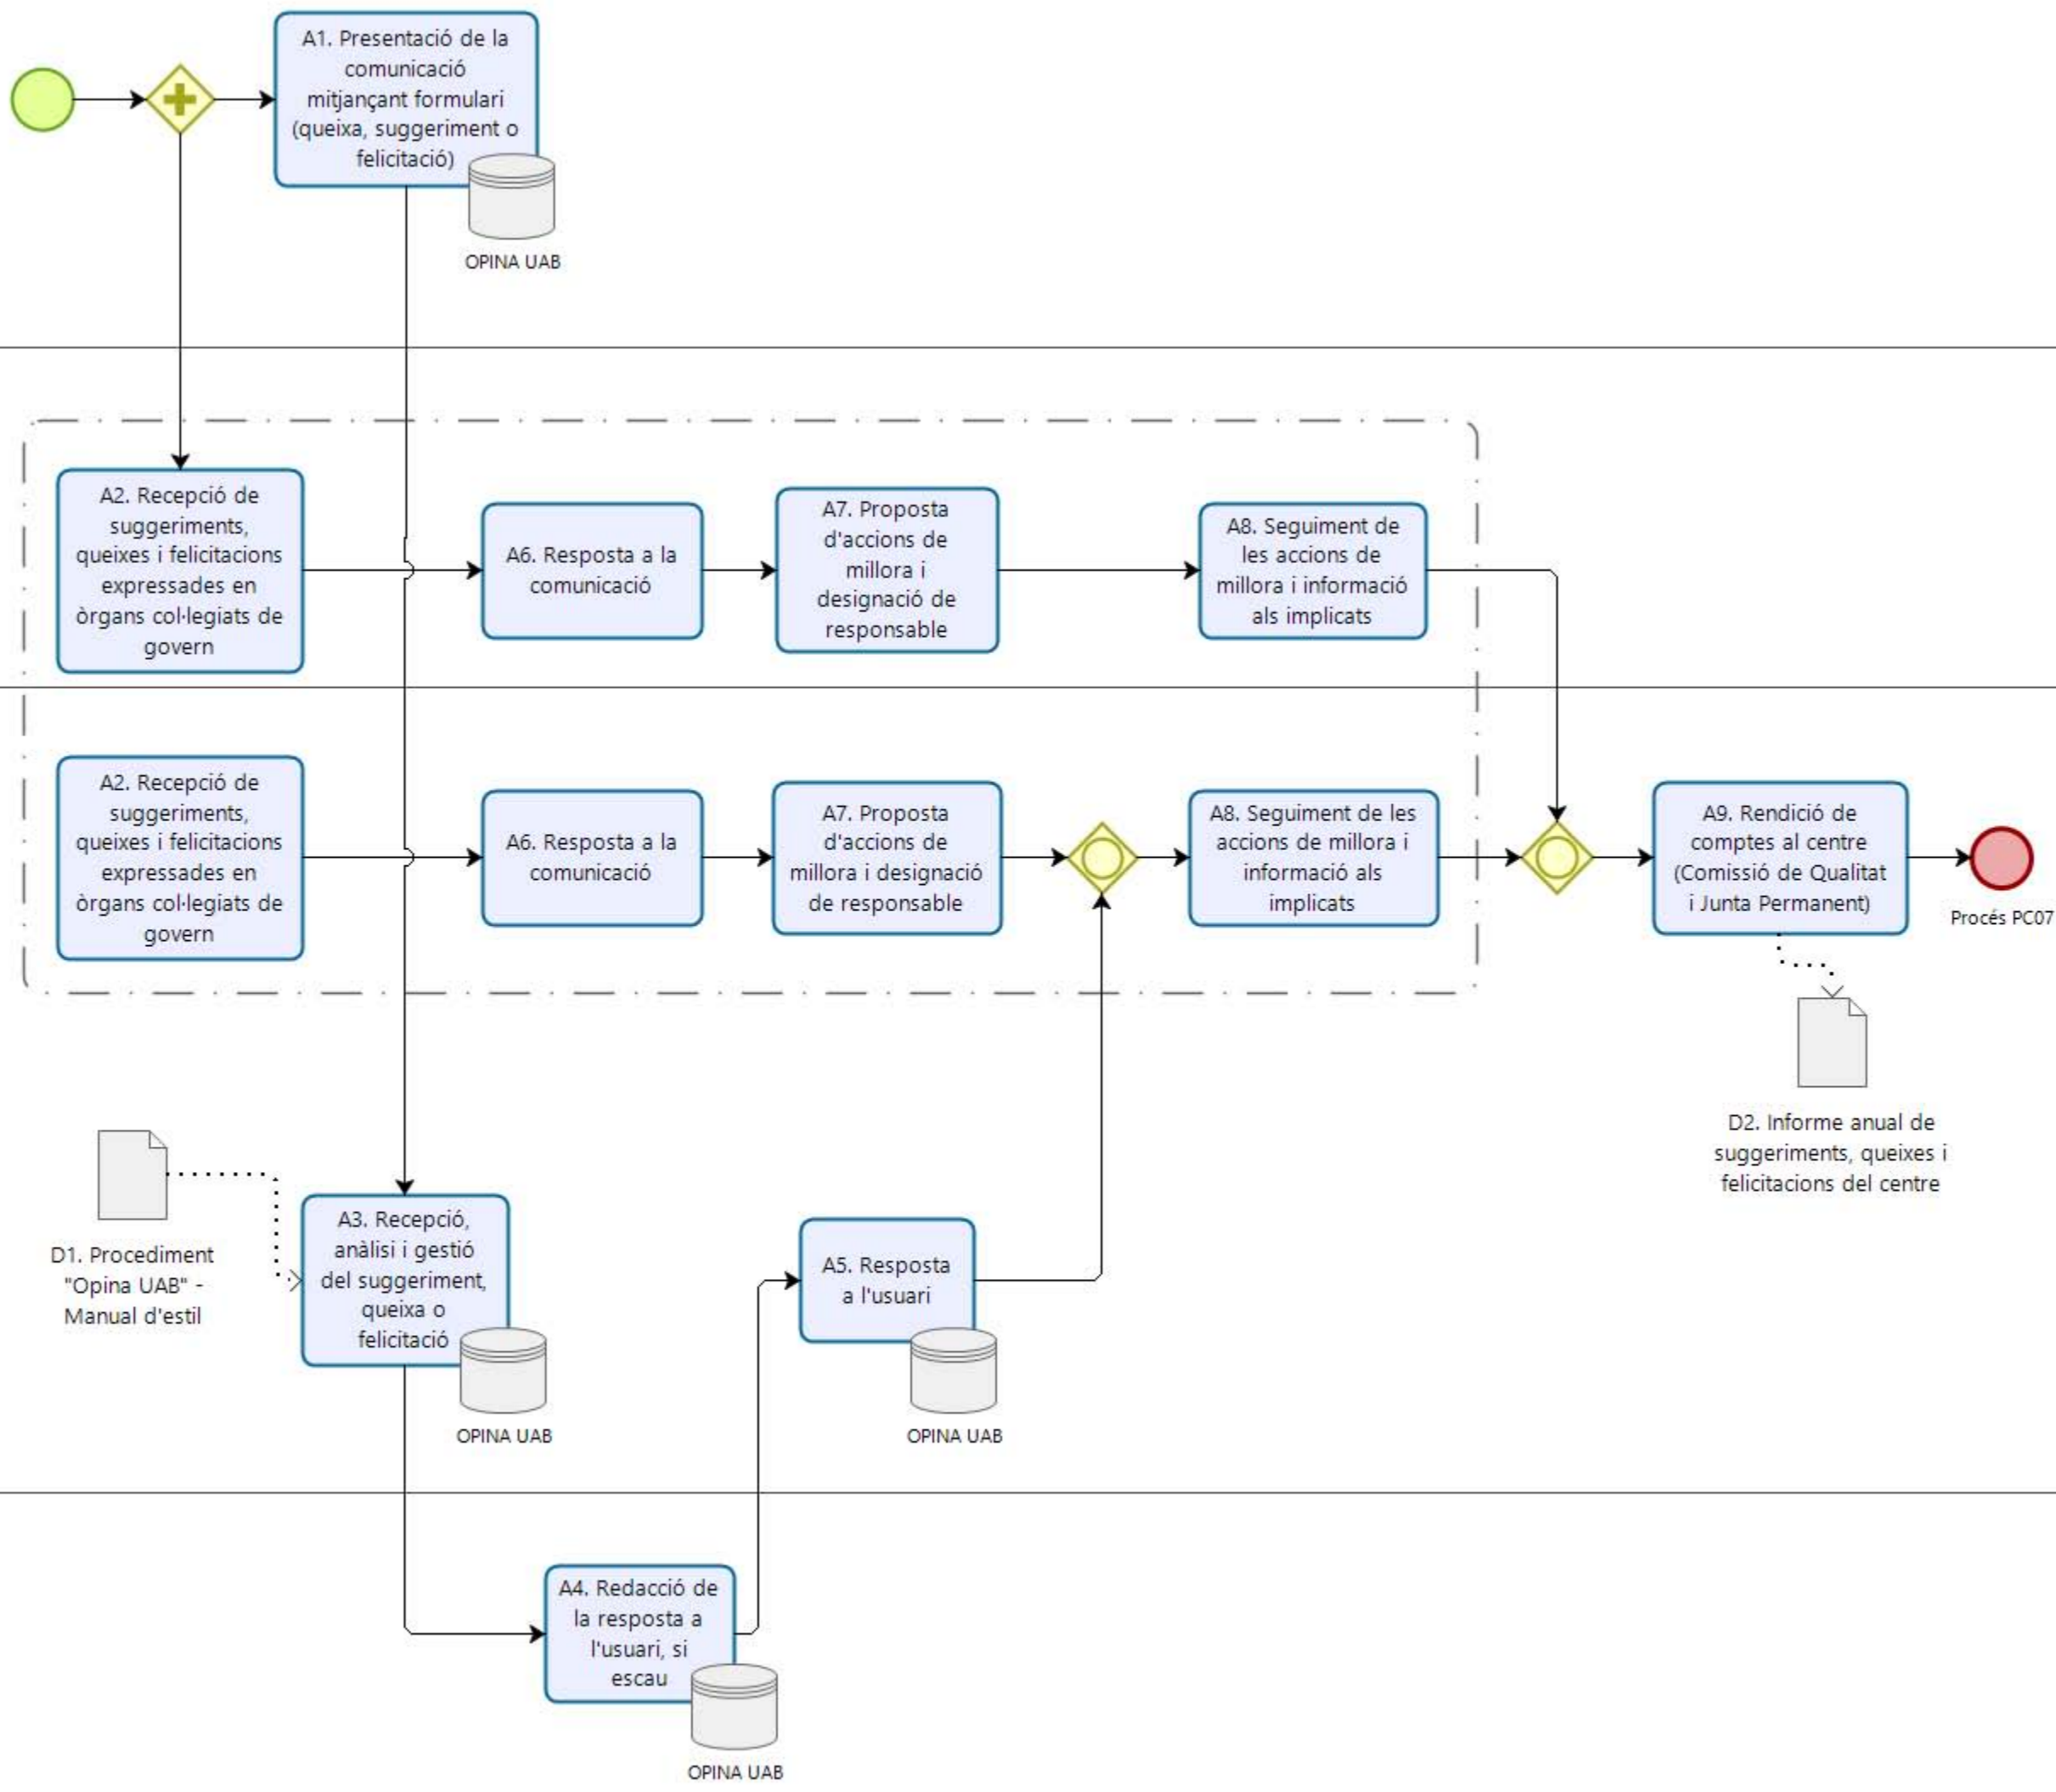 A1. Presentació de la
comunicació
mitjançant formulari
(queixa, suggeriment o
felicitació)
OPINA UAB
A2. Recepció de
suggeriments,
queixes i felicitacions
expressades en
òrgans col·legiats de
govern
A6. Resposta a la
comunicació
A7. Proposta
d'accions de
millora i
designació de
responsable
A8. Seguiment de
les accions de
millora i informació
als implicats
A2. Recepció de
suggeriments,
queixes i felicitacions
expressades en
òrgans col·legiats de
govern
A6. Resposta a la
comunicació
A7. Proposta
d'accions de
millora i designació
de responsable
A8. Seguiment de les
accions de millora i
informació als
implicats
A9. Rendició de
comptes al centre
(Comissió de Qualitat
i Junta Permanent)
Procés PC07
D2. Informe anual de
suggeriments, queixes i
felicitacions del centre
D1. Procediment
"Opina UAB" -
Manual d'estil
A3. Recepció,
anàlisi i gestió
del suggeriment,
queixa o
felicitació
OPINA UAB
A5. Resposta
a l'usuari
OPINA UAB
A4. Redacció de
la resposta a
l'usuari, si
escau
OPINA UAB